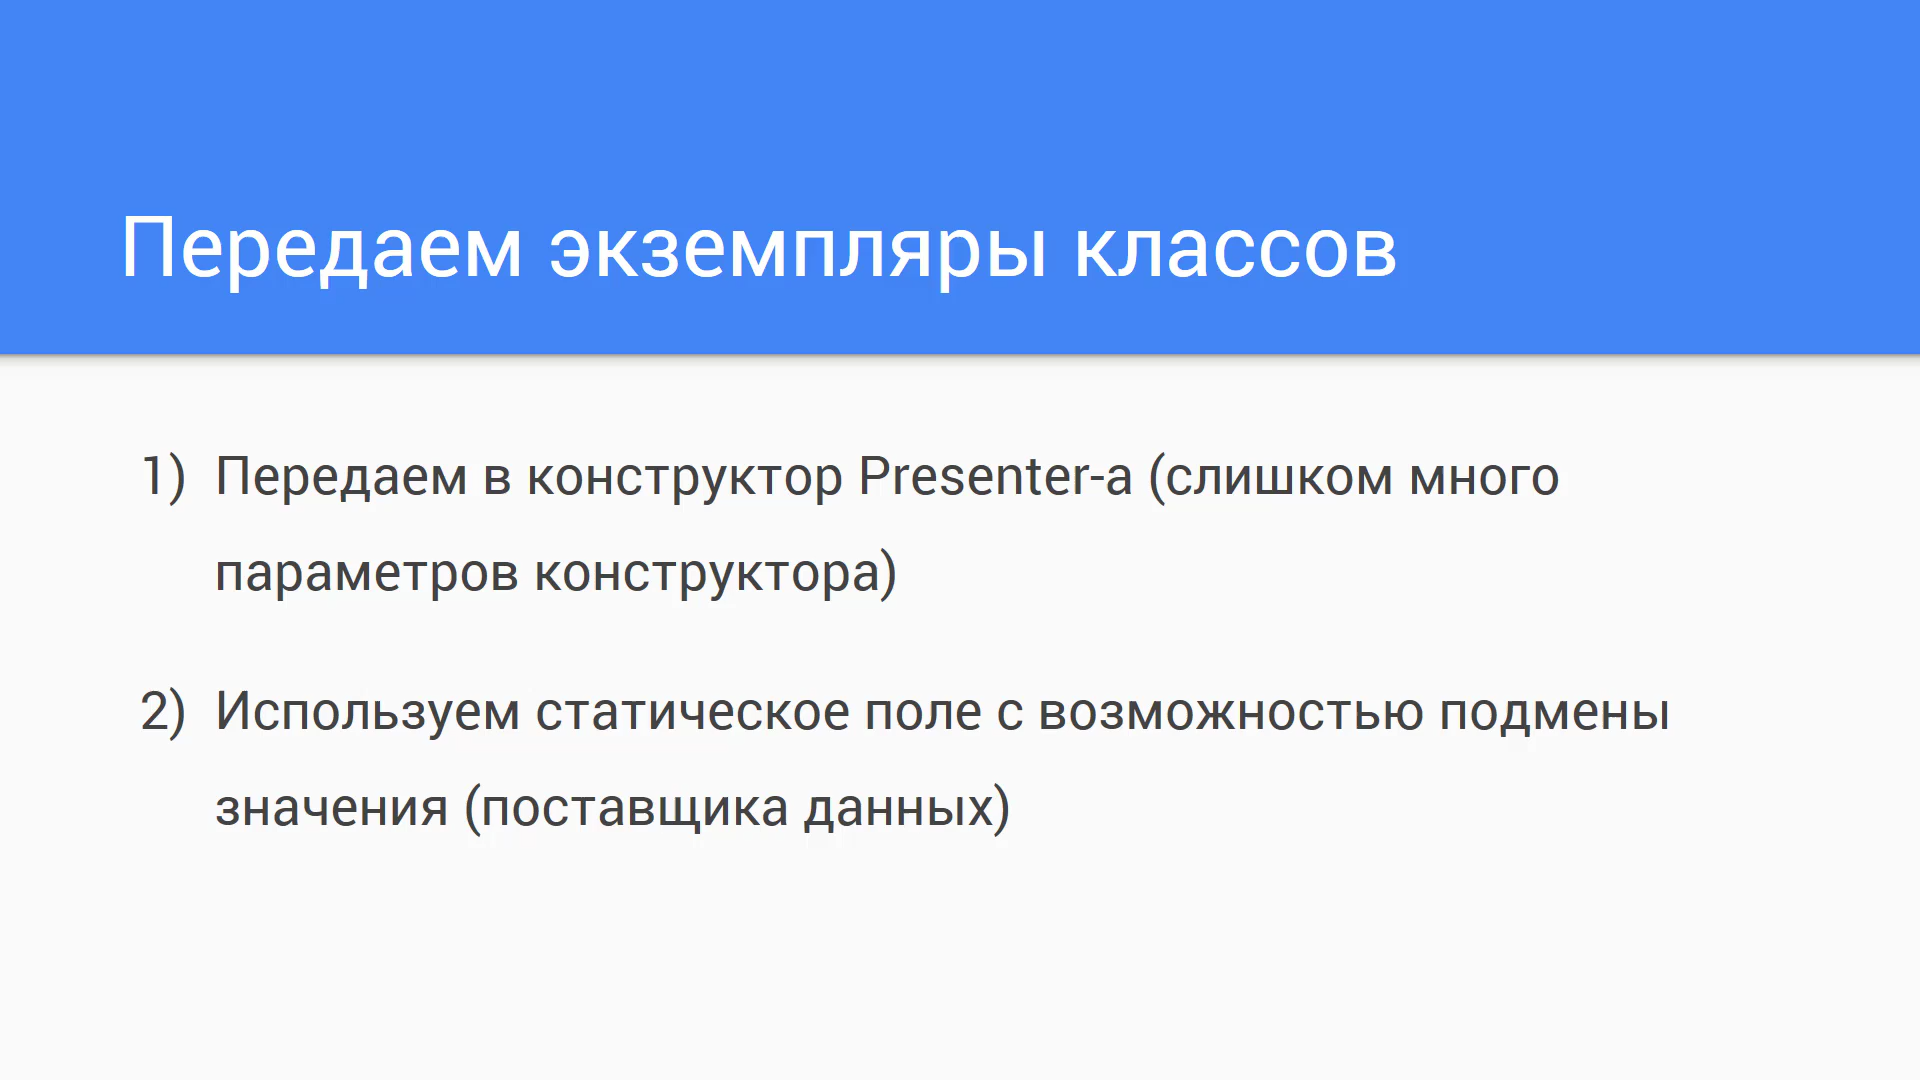 Передаем экземпляры классов
1) Передаем в конструктор Presenter-а (слишком много
параметров конструктора)
2) Используем статическое поле с возможностью подмены
значения (поставщика данных)